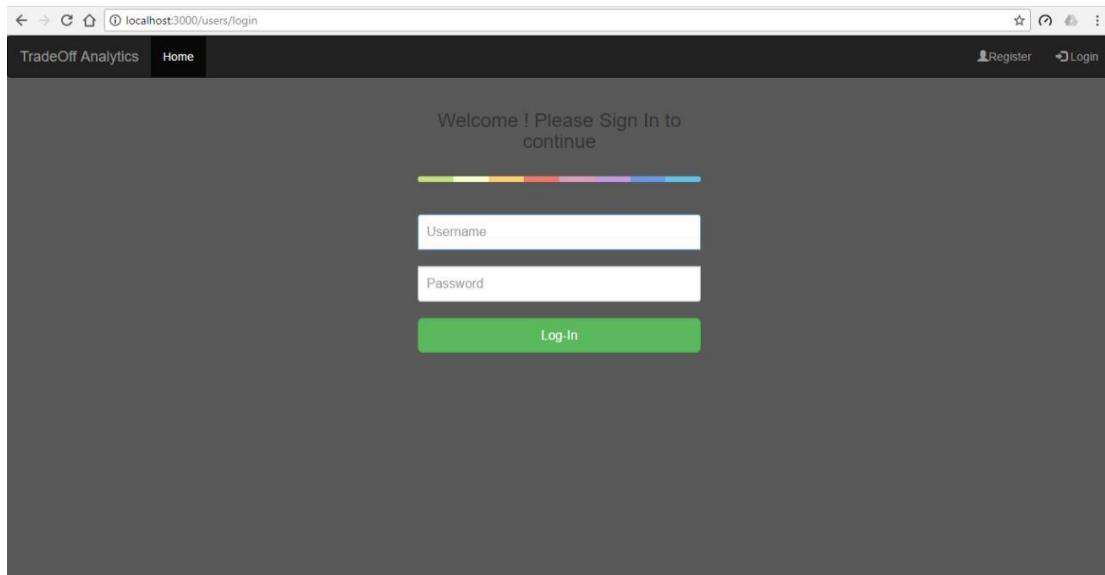 localhost:3000/users/login
TradeOff Analytics Home Register Login
Welcome ! Please Sign In to
continue
Username
Password
Log-In